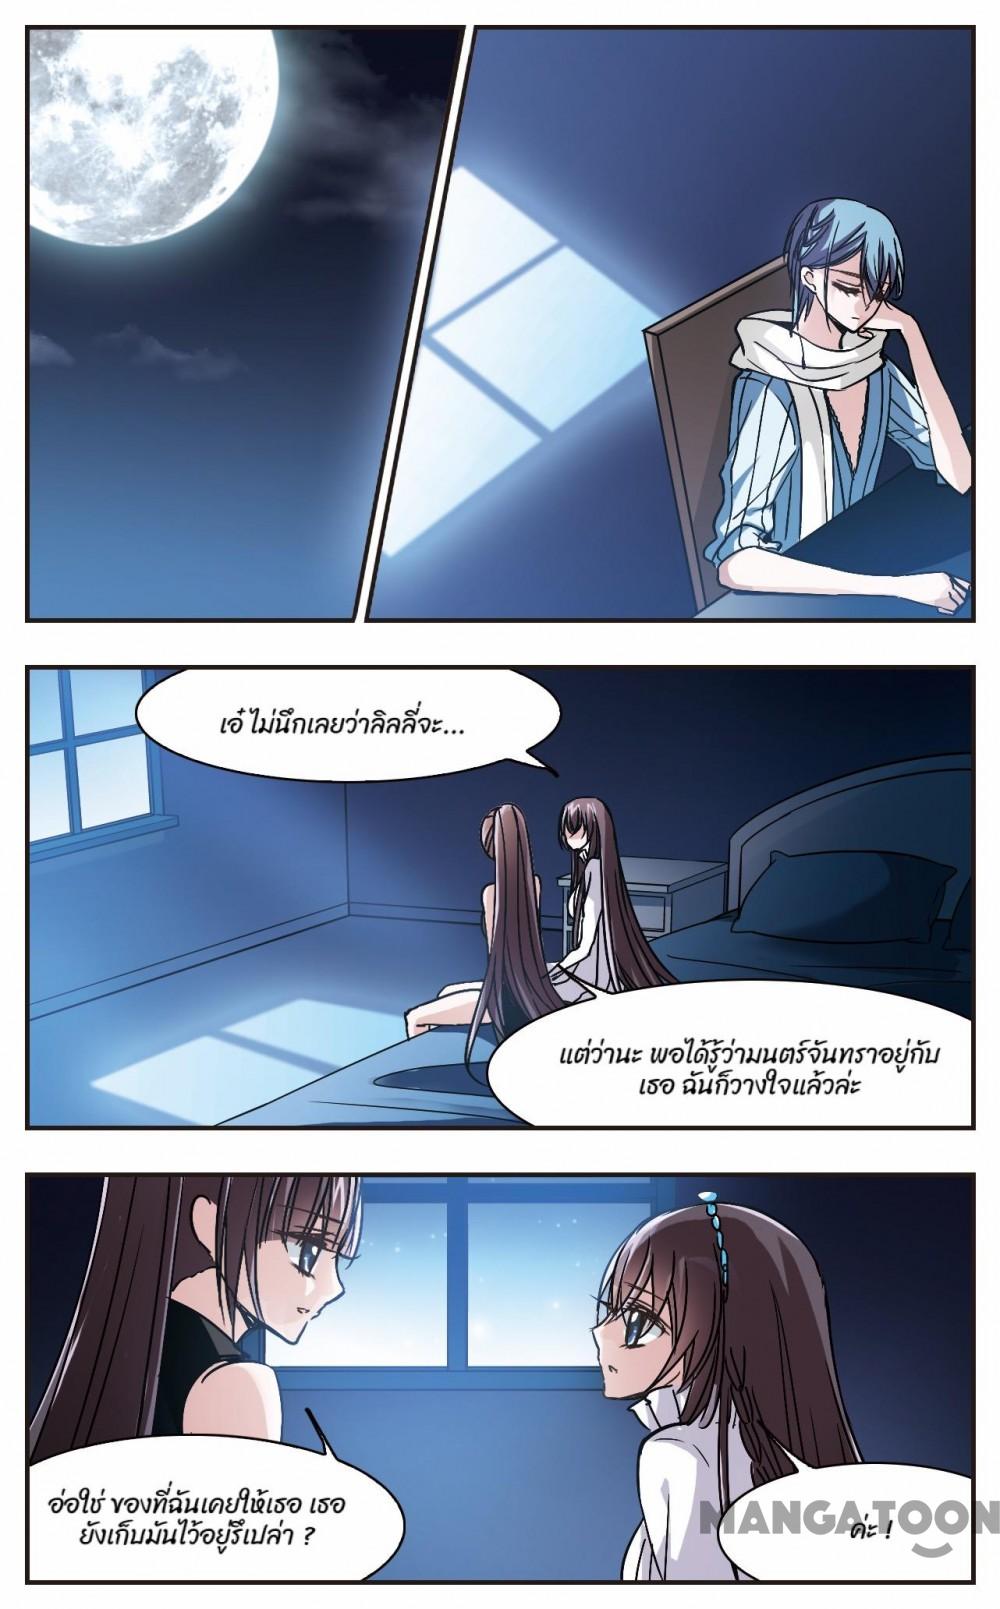 เอ๋ ไม่นึกเลยว่าลิลลี่จะ...
แต่ว่านะ พอได้รู้ว่ามนตร์จันทราอยู่กับ
เธอ ฉันก็วางใจแล้วล่ะ
อ่อใช่ ของที่ฉันเคยให้เธอ เธอ
ยังเก็บมันไว้อยู่รึเปล่า ?
ค่ะ !
MANGATOON